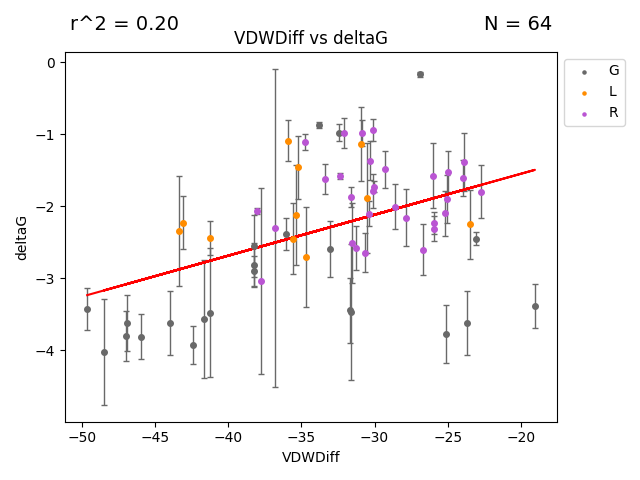 r^2 = 0.20
N = 64
VDWDiff vs deltaG
G
L
R
0
−1
−2
−3
−4
deltaG
−50
−45
−40
−35
−30
−25
−20
VDWDiff